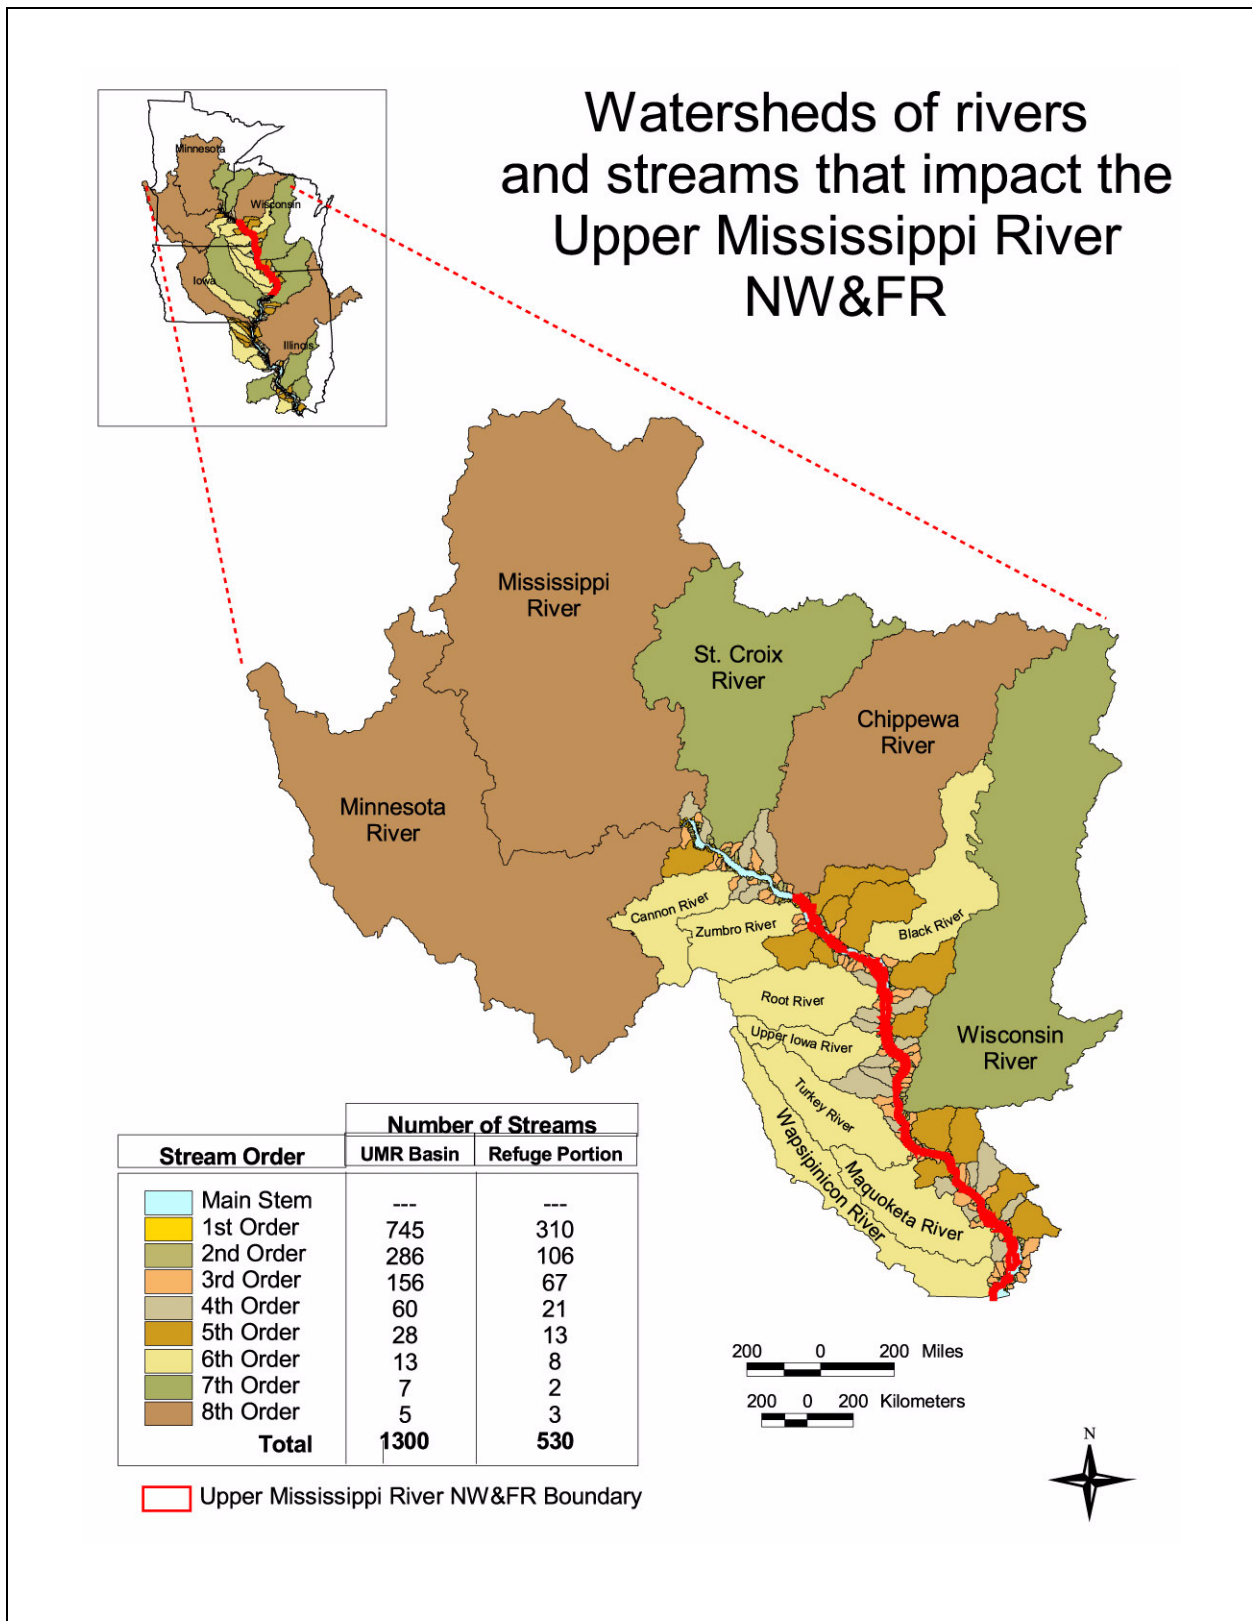 Watersheds of rivers
and streams that impact the
Upper Mississippi River
NW&FR
Minnesota
Wisconsin
Iowa
Illinois
Mississippi
River
St. Croix
River
Chippewa
River
Minnesota
River
Cannon River
Zumbro River
Black River
Root River
Upper Iowa River
Wisconsin
River
Turkey River
Wapsipinicon River
Maquoketa River
Number of Streams
Stream Order UMR Basin Refuge Portion
Main Stem --- ---
1st Order 745 310
2nd Order 286 106
3rd Order 156 67
4th Order 60 21
5th Order 28 13
6th Order 13 8
7th Order 7 2
8th Order 5 3
Total 1300 530
Upper Mississippi River NW&FR Boundary
200 0 200 Miles
200 0 200 Kilometers
N